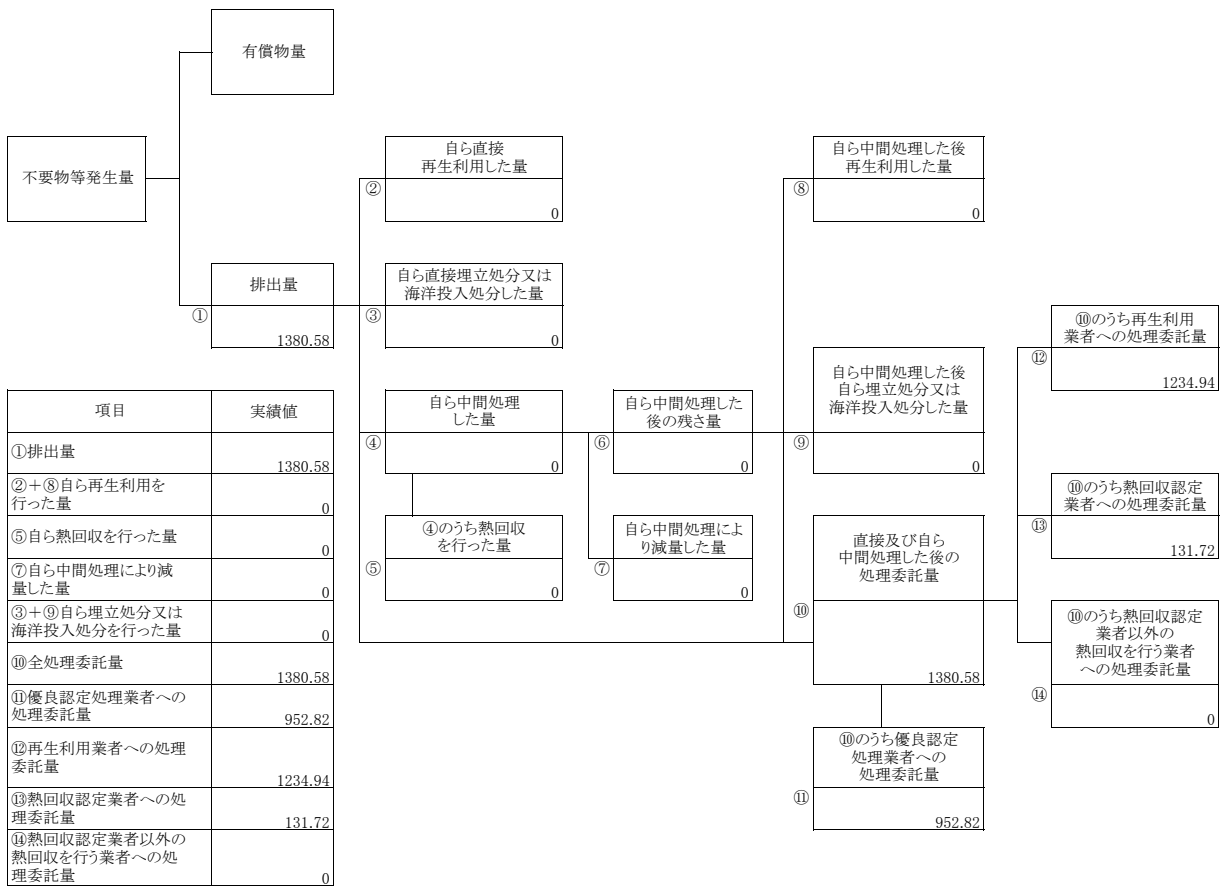 有償物量
不要物等発生量
自ら直接
再生利用した量
②
0
自ら中間処理した後
再生利用した量
⑧
0
排出量
①
1380.58
自ら直接埋立処分又は
海洋投入処分した量
③
0
⑩のうち再生利用
業者への処理委託量
⑫
1234.94
自ら中間処理
した量
④
0
自ら中間処理した
後の残さ量
⑥
0
自ら中間処理した後
自ら埋立処分又は
海洋投入処分した量
⑨
0
⑩のうち熱回収認定
業者への処理委託量
⑬
131.72
④のうち熱回収
を行った量
⑤
0
自ら中間処理によ
り減量した量
⑦
0
直接及び自ら
中間処理した後の
処理委託量
⑩
1380.58
⑩のうち熱回収認定
業者以外の
熱回収を行う業者
への処理委託量
⑭
0
⑩のうち優良認定
処理業者への
処理委託量
⑪
952.82
項目
実績値
①排出量
1380.58
②＋⑧自ら再生利用を
行った量
0
⑤自ら熱回収を行った量
0
⑦自ら中間処理により減
量した量
0
③＋⑨自ら埋立処分又は
海洋投入処分を行った量
0
⑩全処理委託量
1380.58
⑪優良認定処理業者への
処理委託量
952.82
⑫再生利用業者への処理
委託量
1234.94
⑬熱回収認定業者への処
理委託量
131.72
⑭熱回収認定業者以外の
熱回収を行う業者への処
理委託量
0